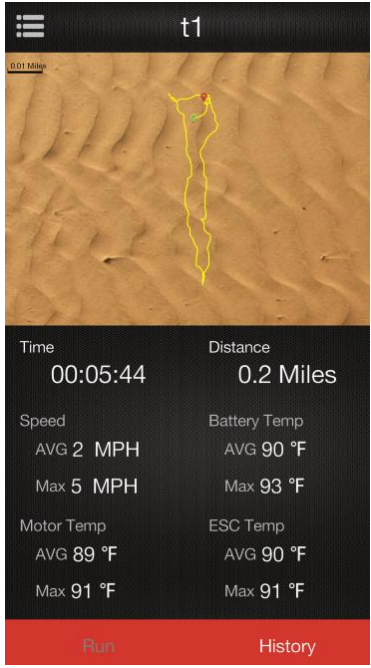 t1
0.01 Miles
Time
00:05:44
Distance
0.2 Miles
Speed
AVG 2 MPH
Max 5 MPH
Battery Temp
AVG 90 °F
Max 93 °F
Motor Temp
AVG 89 °F
Max 91 °F
ESC Temp
AVG 90 °F
Max 91 °F
Run
History